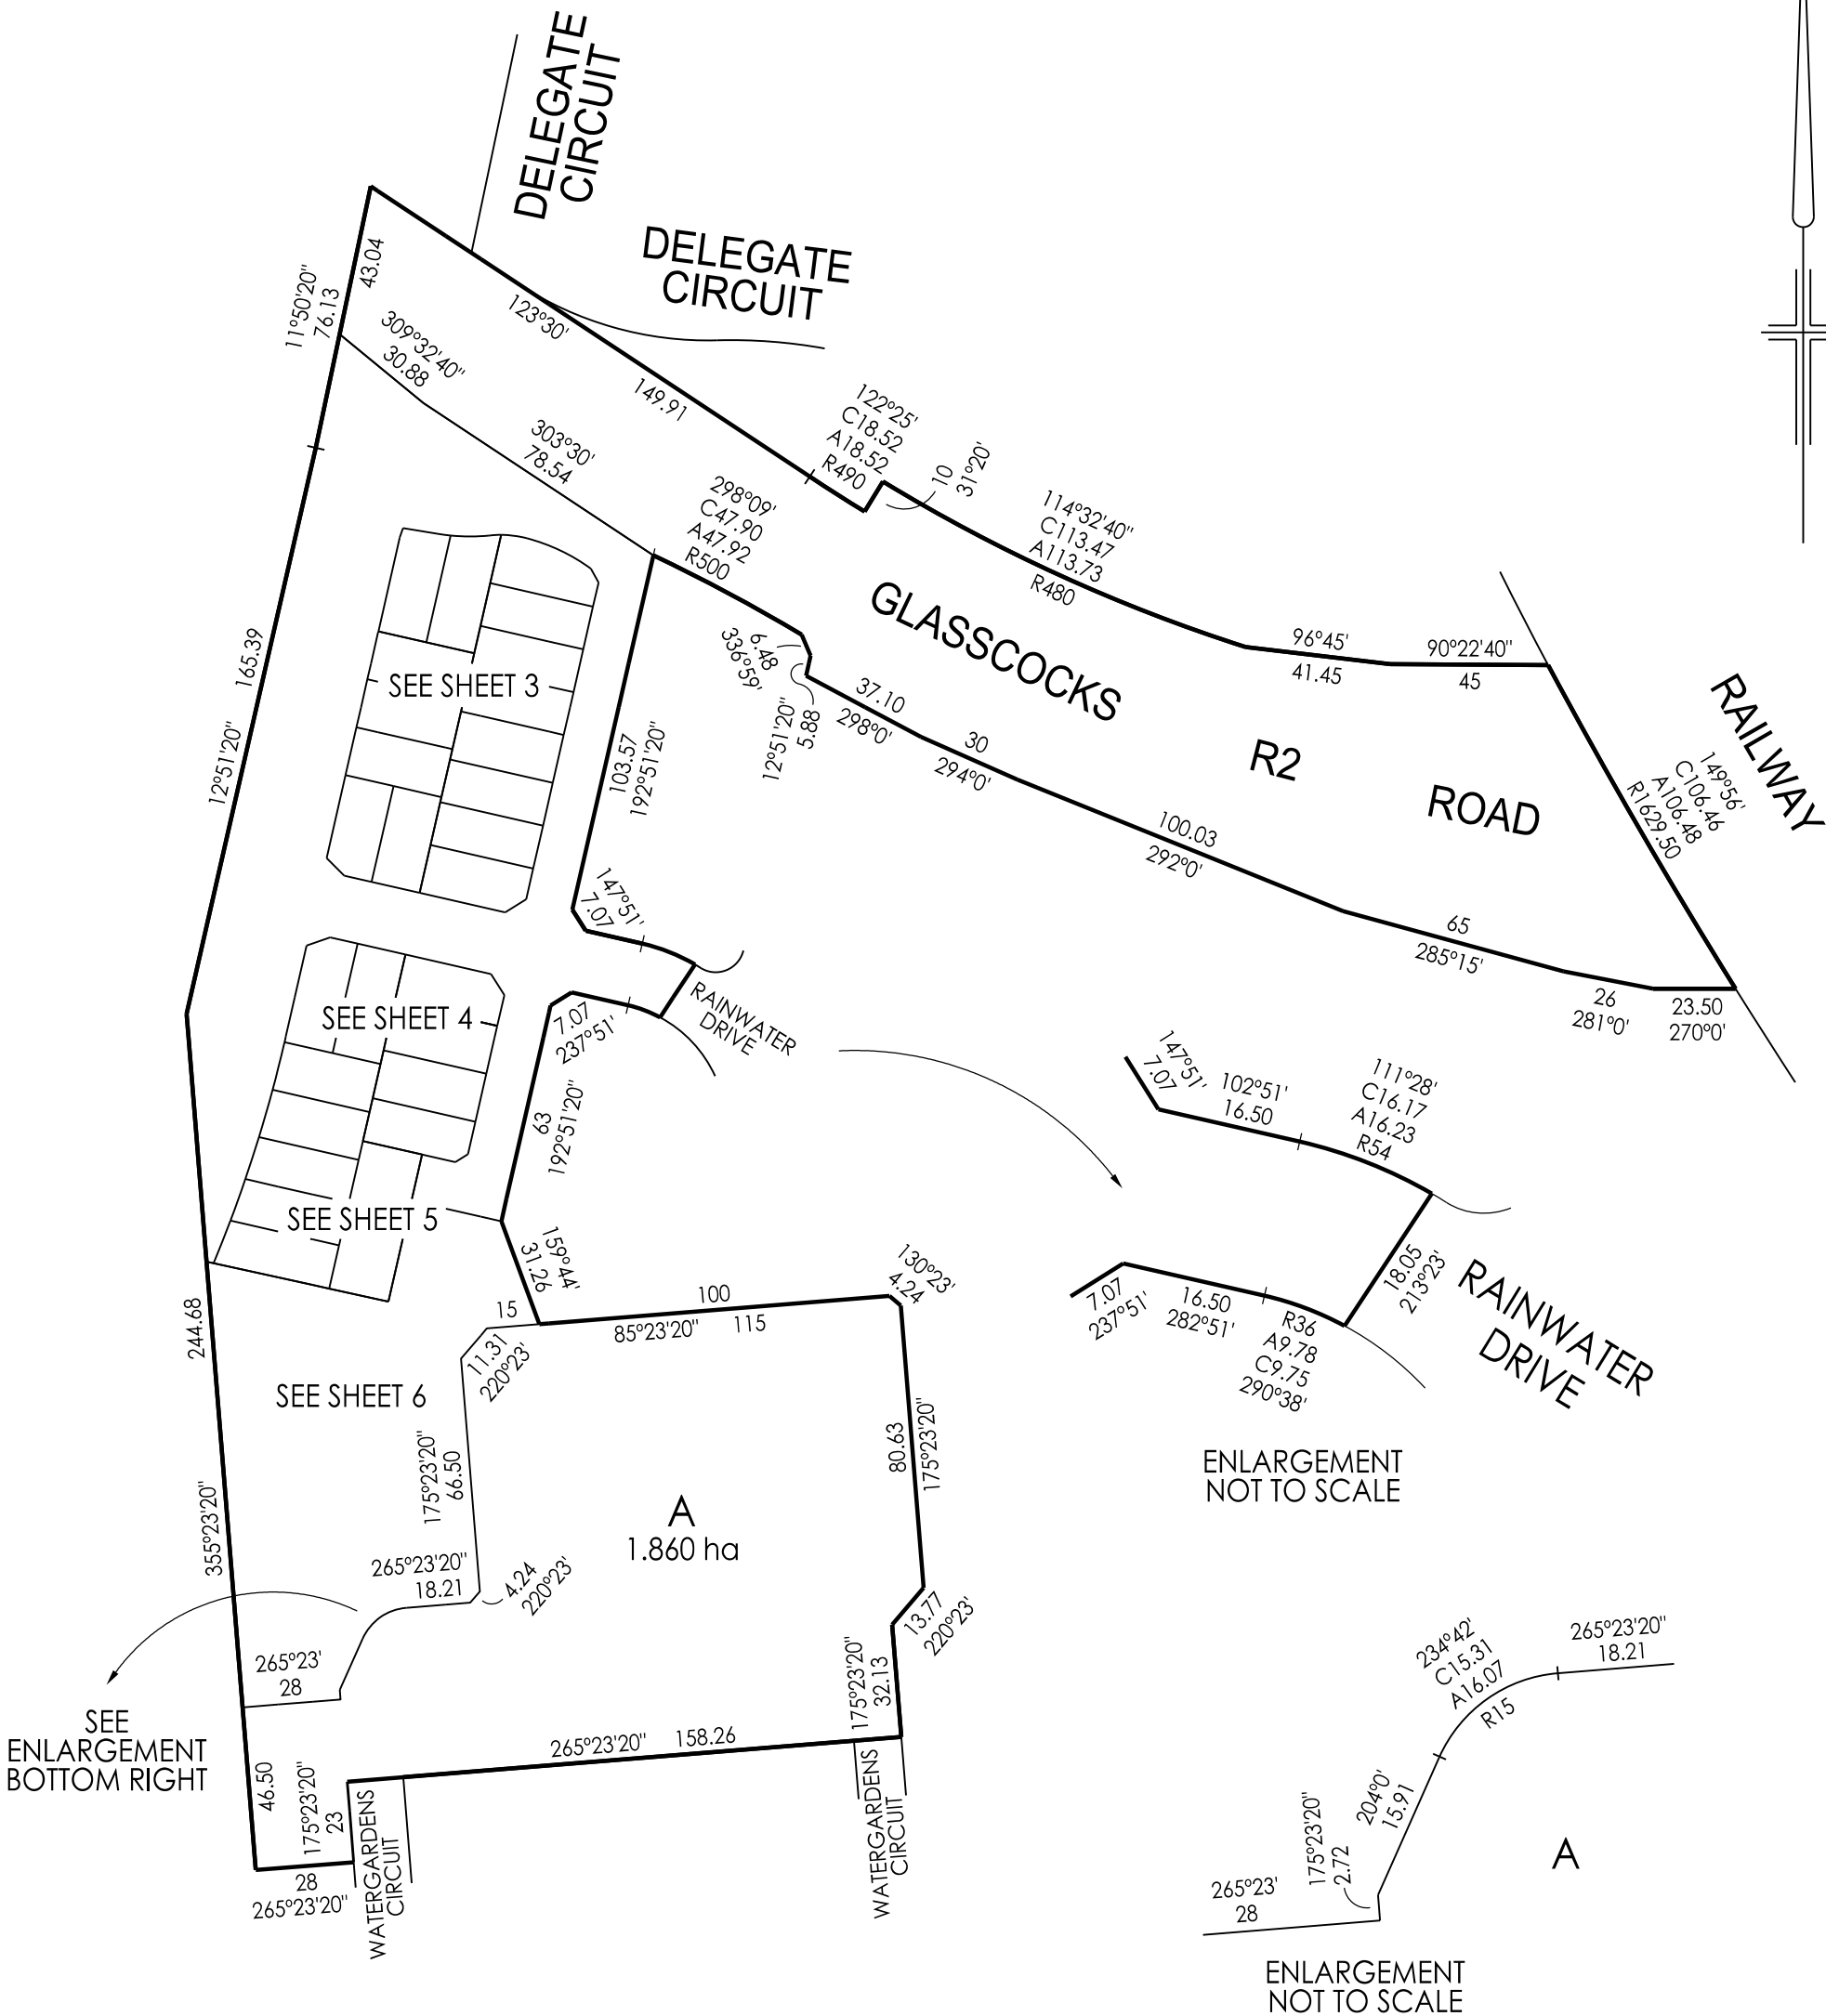 DELEGATE
CIRCUIT
DELEGATE
CIRCUIT
11°50'20"
76.13
43.04
309°32'40"
30.88
123°30'
149.91
303°30'
78.54
122°25'
C18.52
A18.52
R490
10
31°20'
298°09'
C47.90
A47.92
R500
114°32'40"
C113.47
A113.73
R480
GLASSCOCKS
R2
ROAD
96°45'
41.45
90°22'40"
45
RAILWAY
149°56'
C106.46
A106.48
R1629.50
6.48
336°59'
12°51'20"
5.88
37.10
298°0'
30
294°0'
100.03
292°0'
65
285°15'
26
281°0'
23.50
270°0'
165.39
12°51'20"
SEE SHEET 3
103.57
192°51'20"
147°51'
7.07
SEE SHEET 4
7.07
237°51'
RAINWATER
DRIVE
63
192°51'20"
SEE SHEET 5
159°44'
31.26
147°51'
7.07
102°51'
16.50
111°28'
C16.17
A16.23
R54
18.05
213°23'
7.07
237°51'
16.50
282°51'
R36
A9.78
C9.75
290°38'
RAINWATER
DRIVE
ENLARGEMENT
NOT TO SCALE
244.68
355°23'20"
15
11.31
220°23'
100
85°23'20"
115
130°23'
4.24
SEE SHEET 6
175°23'20"
66.50
80.63
175°23'20"
A
1.860 ha
265°23'20"
18.21
4.24
220°23'
13.77
220°23'
265°23'
28
175°23'20"
32.13
SEE
ENLARGEMENT
BOTTOM RIGHT
265°23'20"
158.26
46.50
175°23'20"
23
28
265°23'20"
WATERGARDENS
CIRCUIT
WATERGARDENS
CIRCUIT
234°42'
C15.31
A16.07
R15
265°23'20"
18.21
204°0'
15.91
175°23'20"
2.72
265°23'
28
A
ENLARGEMENT
NOT TO SCALE